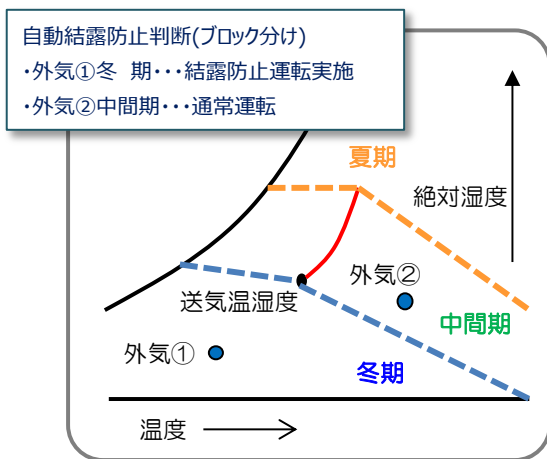 自動結露防止判断(ブロック分け)
・外気①冬　期・・・結露防止運転実施
・外気②中間期・・・通常運転
夏期
絶対湿度
外気②
送気温湿度
中間期
外気①
冬期
温度